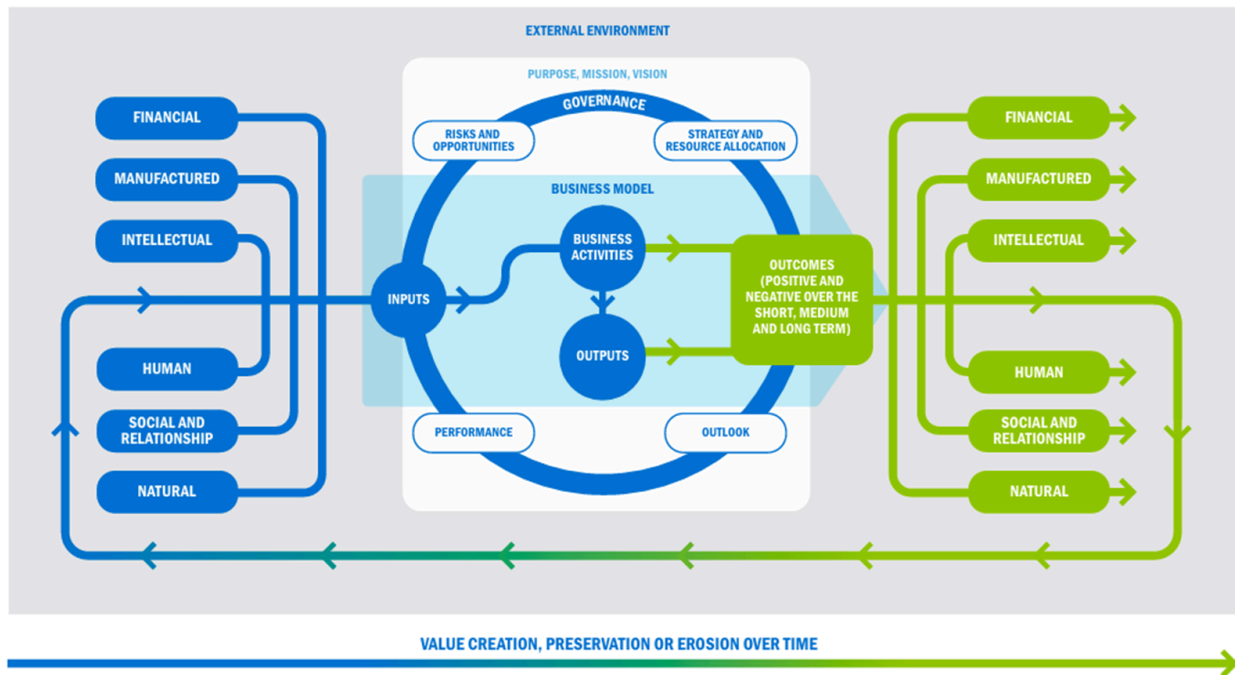 EXTERNAL ENVIRONMENT
PURPOSE, MISSION, VISION
GOVERNANCE
RISKS AND
OPPORTUNITIES
STRATEGY AND
RESOURCE ALLOCATION
FINANCIAL
MANUFACTURED
INTELLECTUAL
HUMAN
SOCIAL AND
RELATIONSHIP
NATURAL
BUSINESS MODEL
INPUTS
BUSINESS
ACTIVITIES
OUTPUTS
OUTCOMES
(POSITIVE AND
NEGATIVE OVER THE
SHORT, MEDIUM
AND LONG TERM)
PERFORMANCE
OUTLOOK
FINANCIAL
MANUFACTURED
INTELLECTUAL
HUMAN
SOCIAL AND
RELATIONSHIP
NATURAL
VALUE CREATION, PRESERVATION OR EROSION OVER TIME